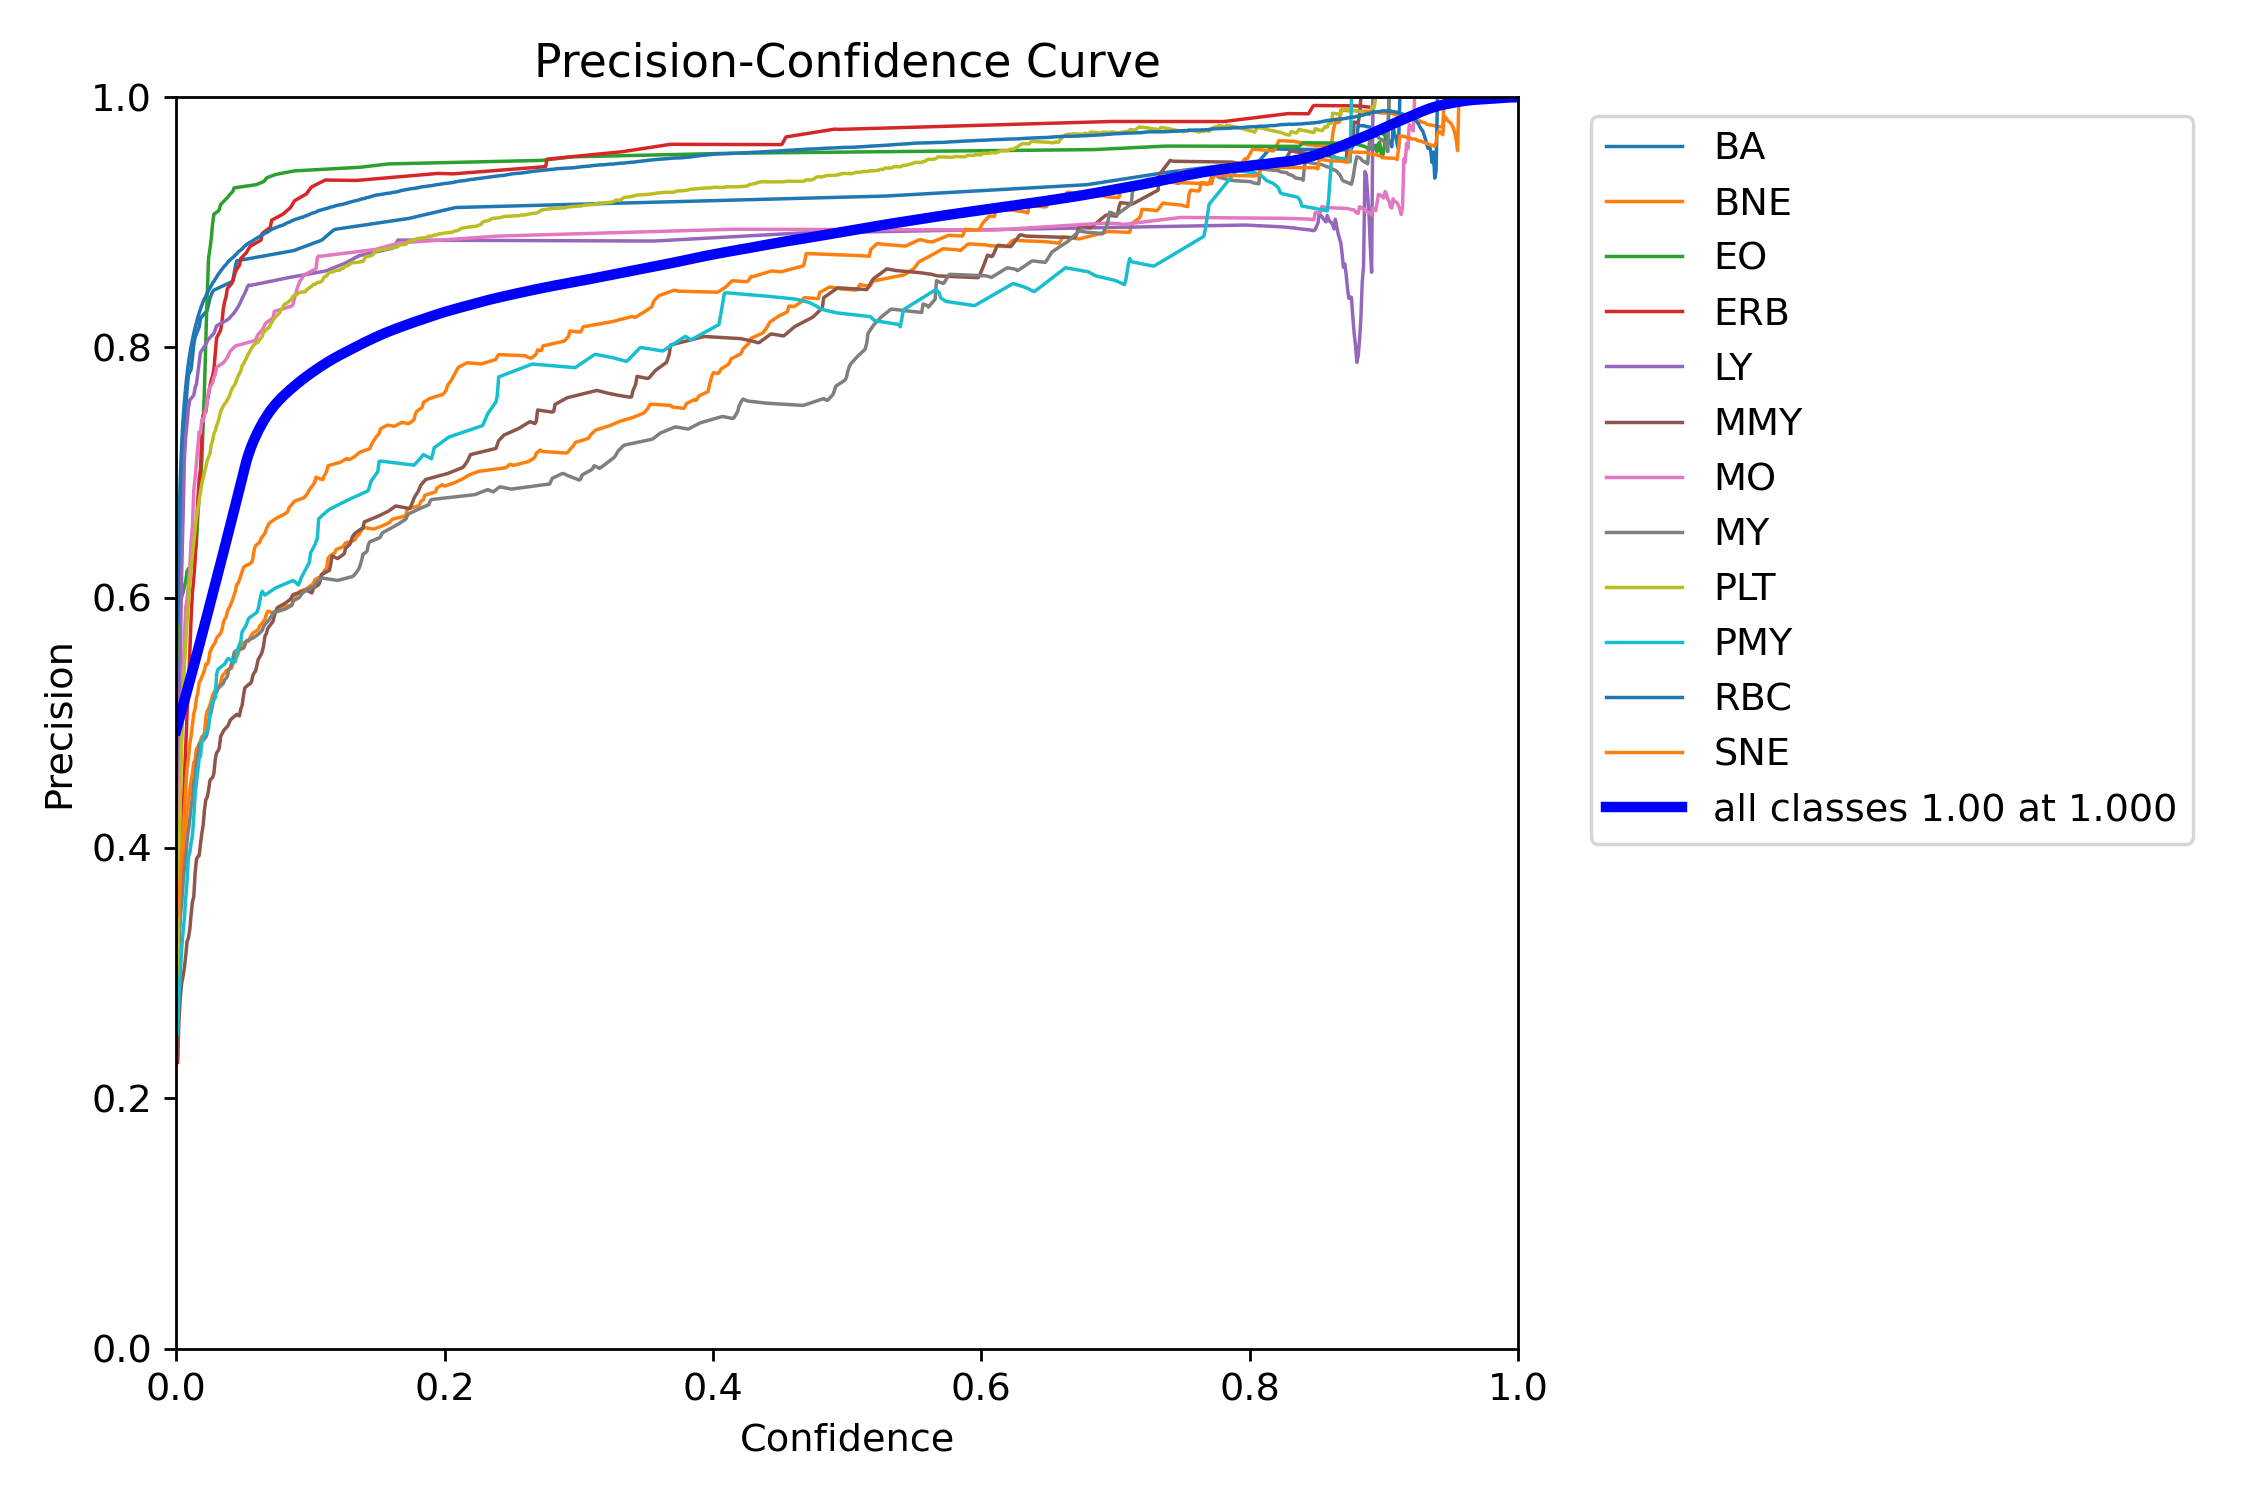 Precision-Confidence Curve
1.0
0.8
0.6
0.4
0.2
0.0
Precision
0.0 0.2 0.4 0.6 0.8 1.0
Confidence
BA
BNE
EO
ERB
LY
MMY
MO
MY
PLT
PMY
RBC
SNE
all classes 1.00 at 1.000